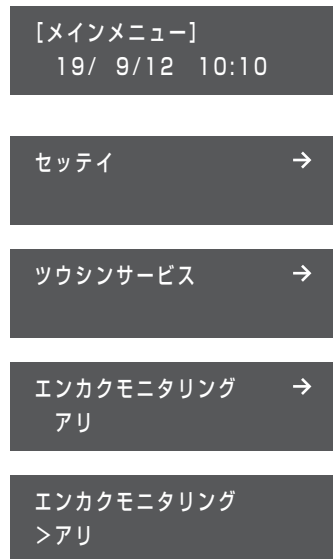 [メインメニュー]
19/ 9/12 10:10
セッテイ →
ツウシンサービス →
エンカクモニタリング →
アリ
エンカクモニタリング
>アリ